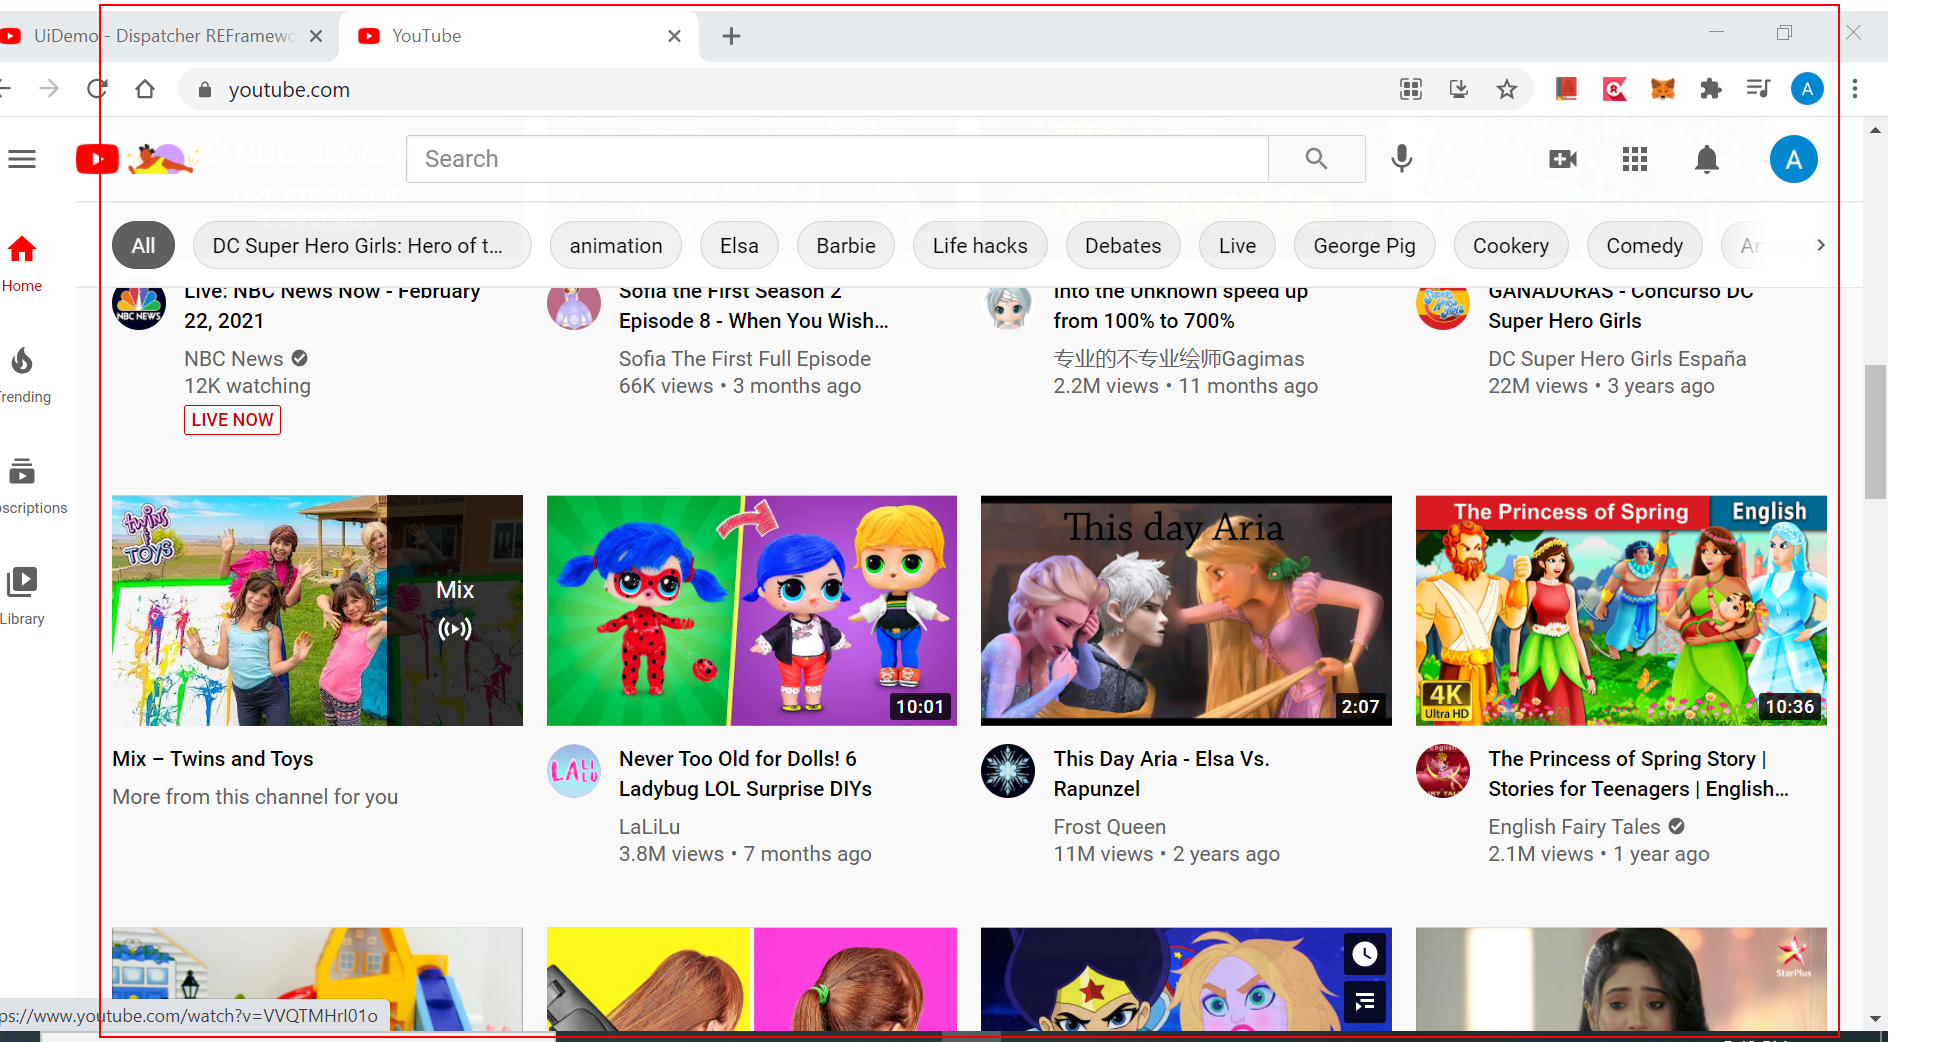 UiDemo - Dispatcher REFramewo
YouTube
youtube.com
A
NBC NEWS
LIVE STREAMING
COVERAGE
Search
A
All
DC Super Hero Girls: Hero of t...
animation
Elsa
Barbie
Life hacks
Debates
Live
George Pig
Cookery
Comedy
Home
Trending
scriptions
Library
Live: NBC News Now - February
22, 2021
NBC News
12K watching
LIVE NOW
NBC NEWS
Sofia the First Season 2
Episode 8 - When You Wish...
Sofia The First Full Episode
66K views • 3 months ago
Into the Unknown speed up
from 100% to 700%
专业的不专业绘师Gagimas
2.2M views • 11 months ago
GANADORAS - Concurso DC
Super Hero Girls
DC Super Hero Girls España
22M views • 3 years ago
Twins
&
TOYS
Mix
10:01
This day Aria
2:07
The Princess of Spring
English
4K
Ultra HD
10:36
Mix – Twins and Toys
More from this channel for you
LALILU
Never Too Old for Dolls! 6
Ladybug LOL Surprise DIYs
LaLiLu
3.8M views • 7 months ago
This Day Aria - Elsa Vs.
Rapunzel
Frost Queen
11M views • 2 years ago
The Princess of Spring Story |
Stories for Teenagers | English...
English Fairy Tales
2.1M views • 1 year ago
StarPlus
ps://www.youtube.com/watch?v=VVQTMHrI01o